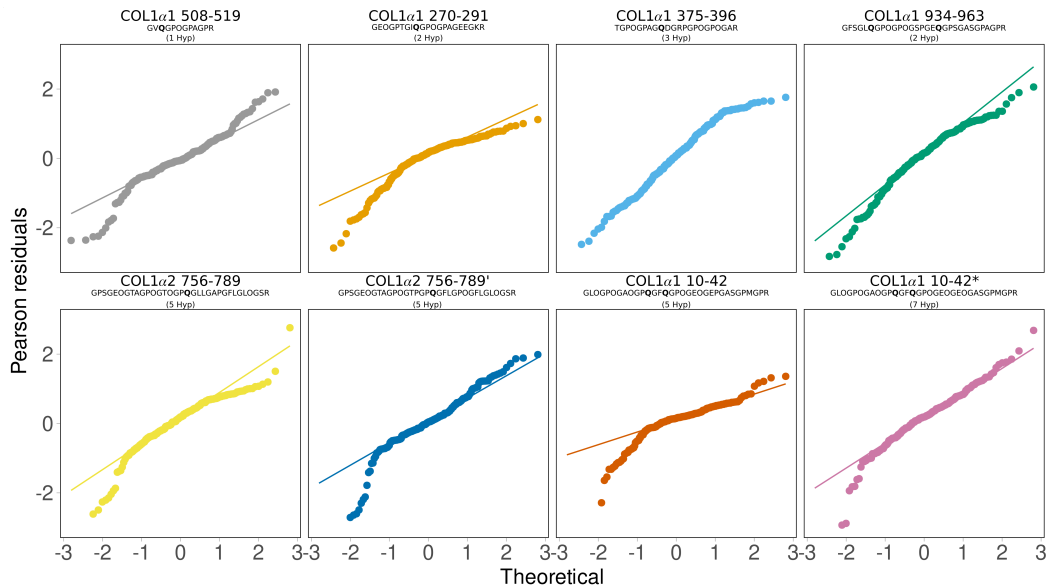 COL1α1 508-519
GVQGPOGPAGPR
(1 Hyp)
COL1α1 270-291
GEOGPTGIQGPOGPAGEEGKR
(2 Hyp)
COL1α1 375-396
TGPOGPAGQDGRPGPOGPOGAR
(3 Hyp)
COL1α1 934-963
GFSGLQGPOGPOGSPGEQGPSGASGPAGPR
(2 Hyp)
COL1α2 756-789
GPSGEOGTAGPOGTOGPQGLLGAPGFLGLOGSR
(5 Hyp)
COL1α2 756-789'
GPSGEOGTAGPOGTPGPQGFLGPOGFLGLOGSR
(5 Hyp)
COL1α1 10-42
GLOGPOGAOGPQGFQGPOGEOGEPGASGPMGPR
(5 Hyp)
COL1α1 10-42*
GLOGPOGAOGPQGFQGPOGEOGEOGASGPMGPR
(7 Hyp)
Pearson residuals
2
0
-2
2
0
-2
-3 -2 -1 0 1 2 3
-3 -2 -1 0 1 2 3
-3 -2 -1 0 1 2 3
-3 -2 -1 0 1 2 3
Theoretical